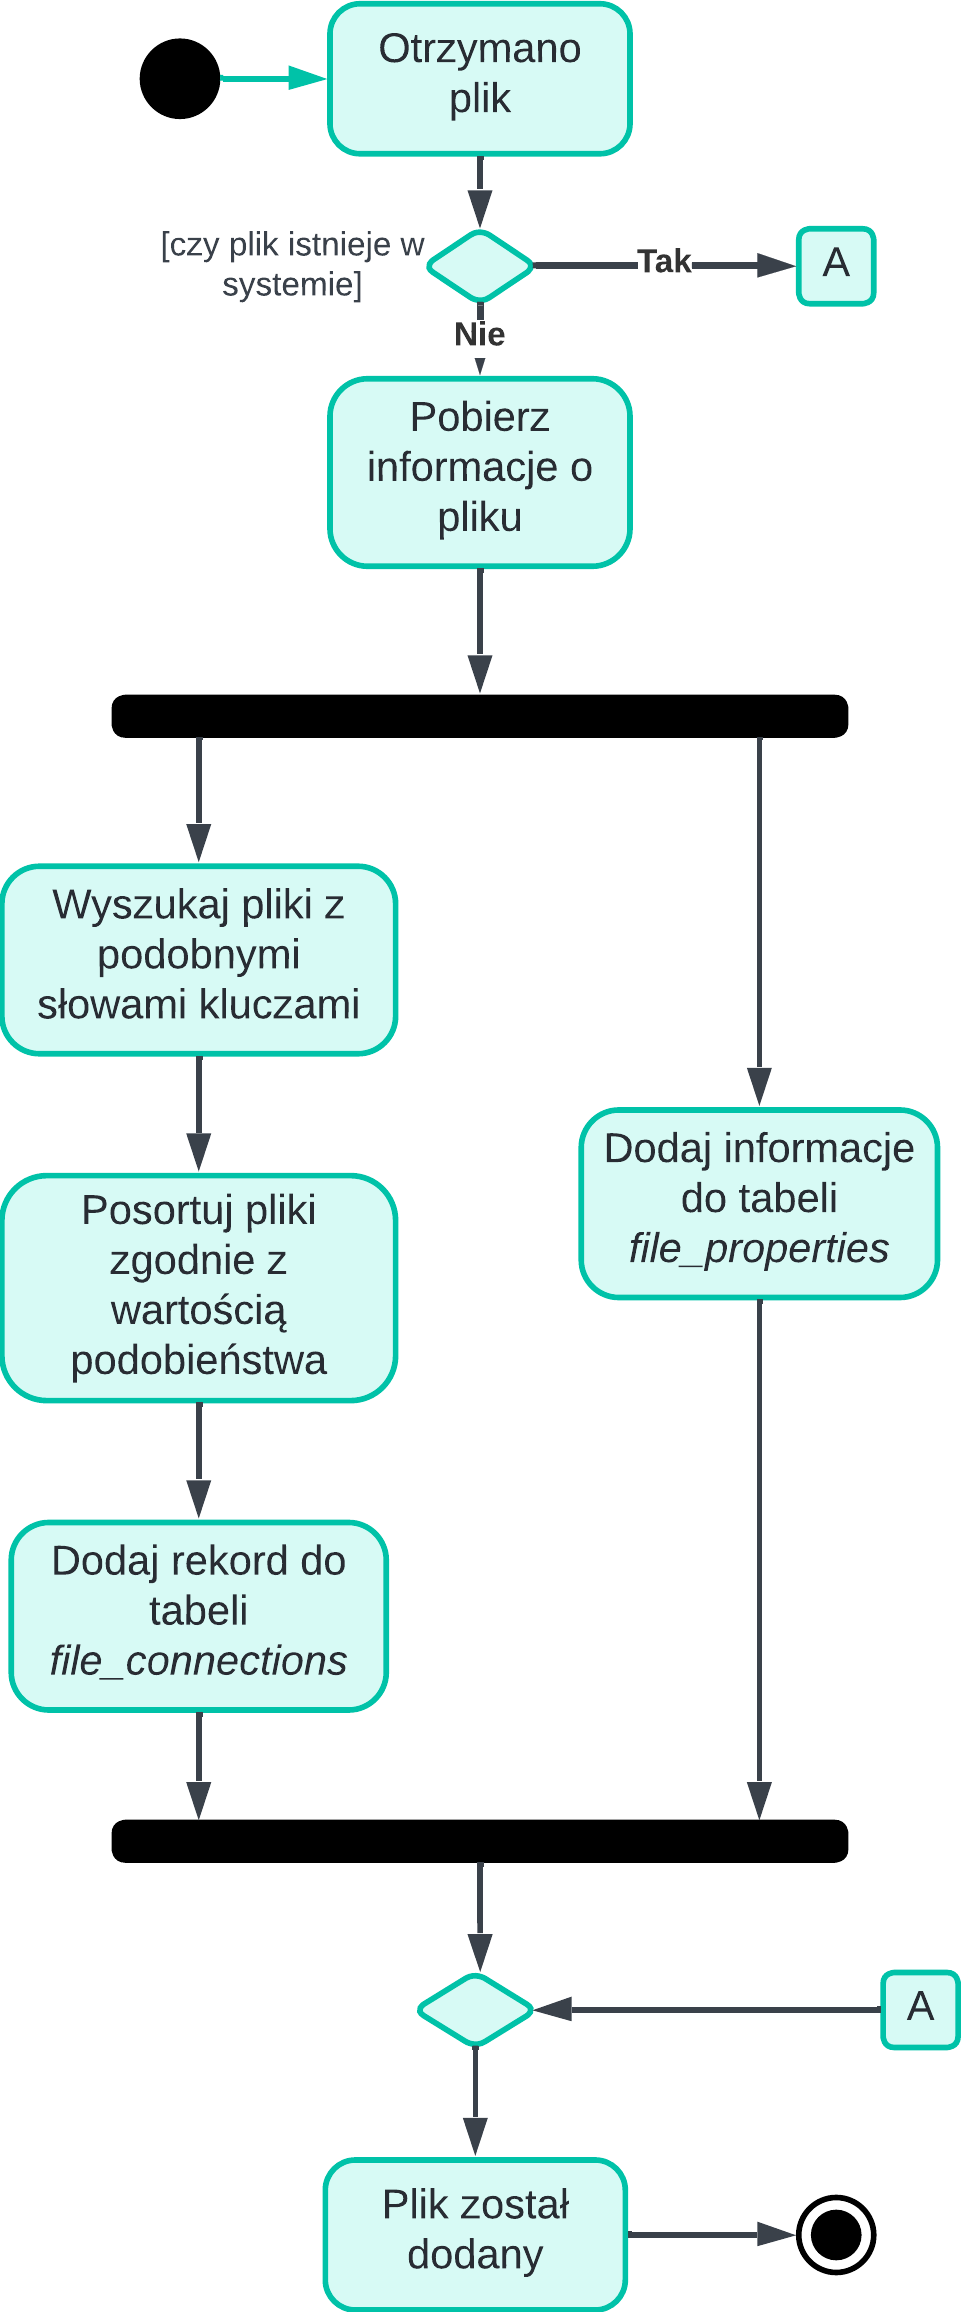 Otrzymano
plik
[czy plik istnieje w
systemie]
Tak
A
Nie
Pobierz
informacje o
pliku
Wyszukaj pliki z
podobnymi
słowami kluczami
Dodaj informacje
do tabeli
file_properties
Posortuj pliki
zgodnie z
wartością
podobieństwa
Dodaj rekord do
tabeli
file_connections
A
Plik został
dodany